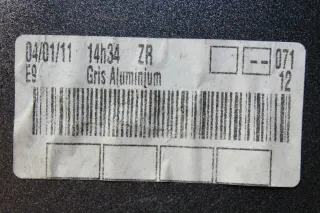 04/01/11 14h34 ZR -- 071
E9 Gris Aluminium 12